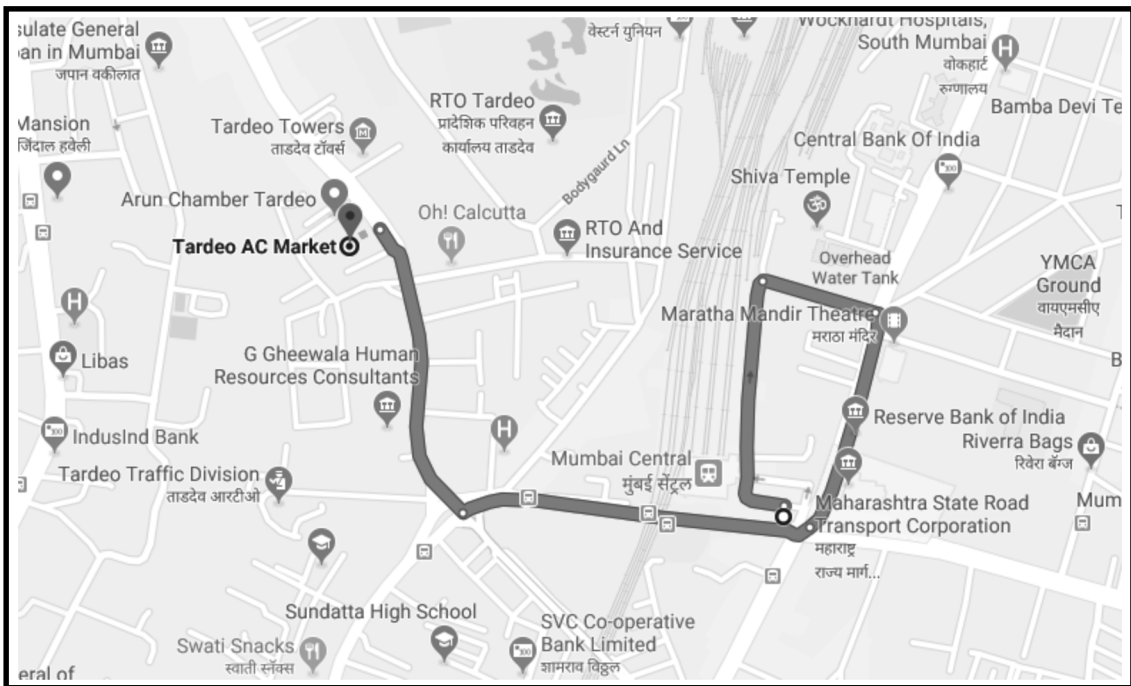 sulate General
an in Mumbai
जपान वकीलात
वेस्टर्न युनियन
Wockhardt Hospitals,
South Mumbai
वोकहार्ट
रुग्णालय
Bamba Devi Te
Mansion
जिंदाल हवेली
Tardeo Towers
ताडदेव टॉवर्स
RTO Tardeo
प्रादेशिक परिवहन
कार्यालय ताडदेव
Bodygaurd Ln
Central Bank Of India
Shiva Temple
Arun Chamber Tardeo
Tardeo AC Market
Oh! Calcutta
RTO And
Insurance Service
Overhead
Water Tank
YMCA
Ground
वायएमसीए
मैदान
Maratha Mandir Theatre
मराठा मंदिर
H
Libas
G Gheewala Human
Resources Consultants
IndusInd Bank
Reserve Bank of India
Riverra Bags
रिवेरा बॅग्ज
H
Mumbai Central
मुंबई सेंट्रल
Tardeo Traffic Division
ताडदेव आरटीओ
Maharashtra State Road
Transport Corporation
महाराष्ट्र
राज्य मार्ग...
Mum
Sundatta High School
Swati Snacks
स्वाती स्नॅक्स
SVC Co-operative
Bank Limited
शामराव विठ्ठल
eral of